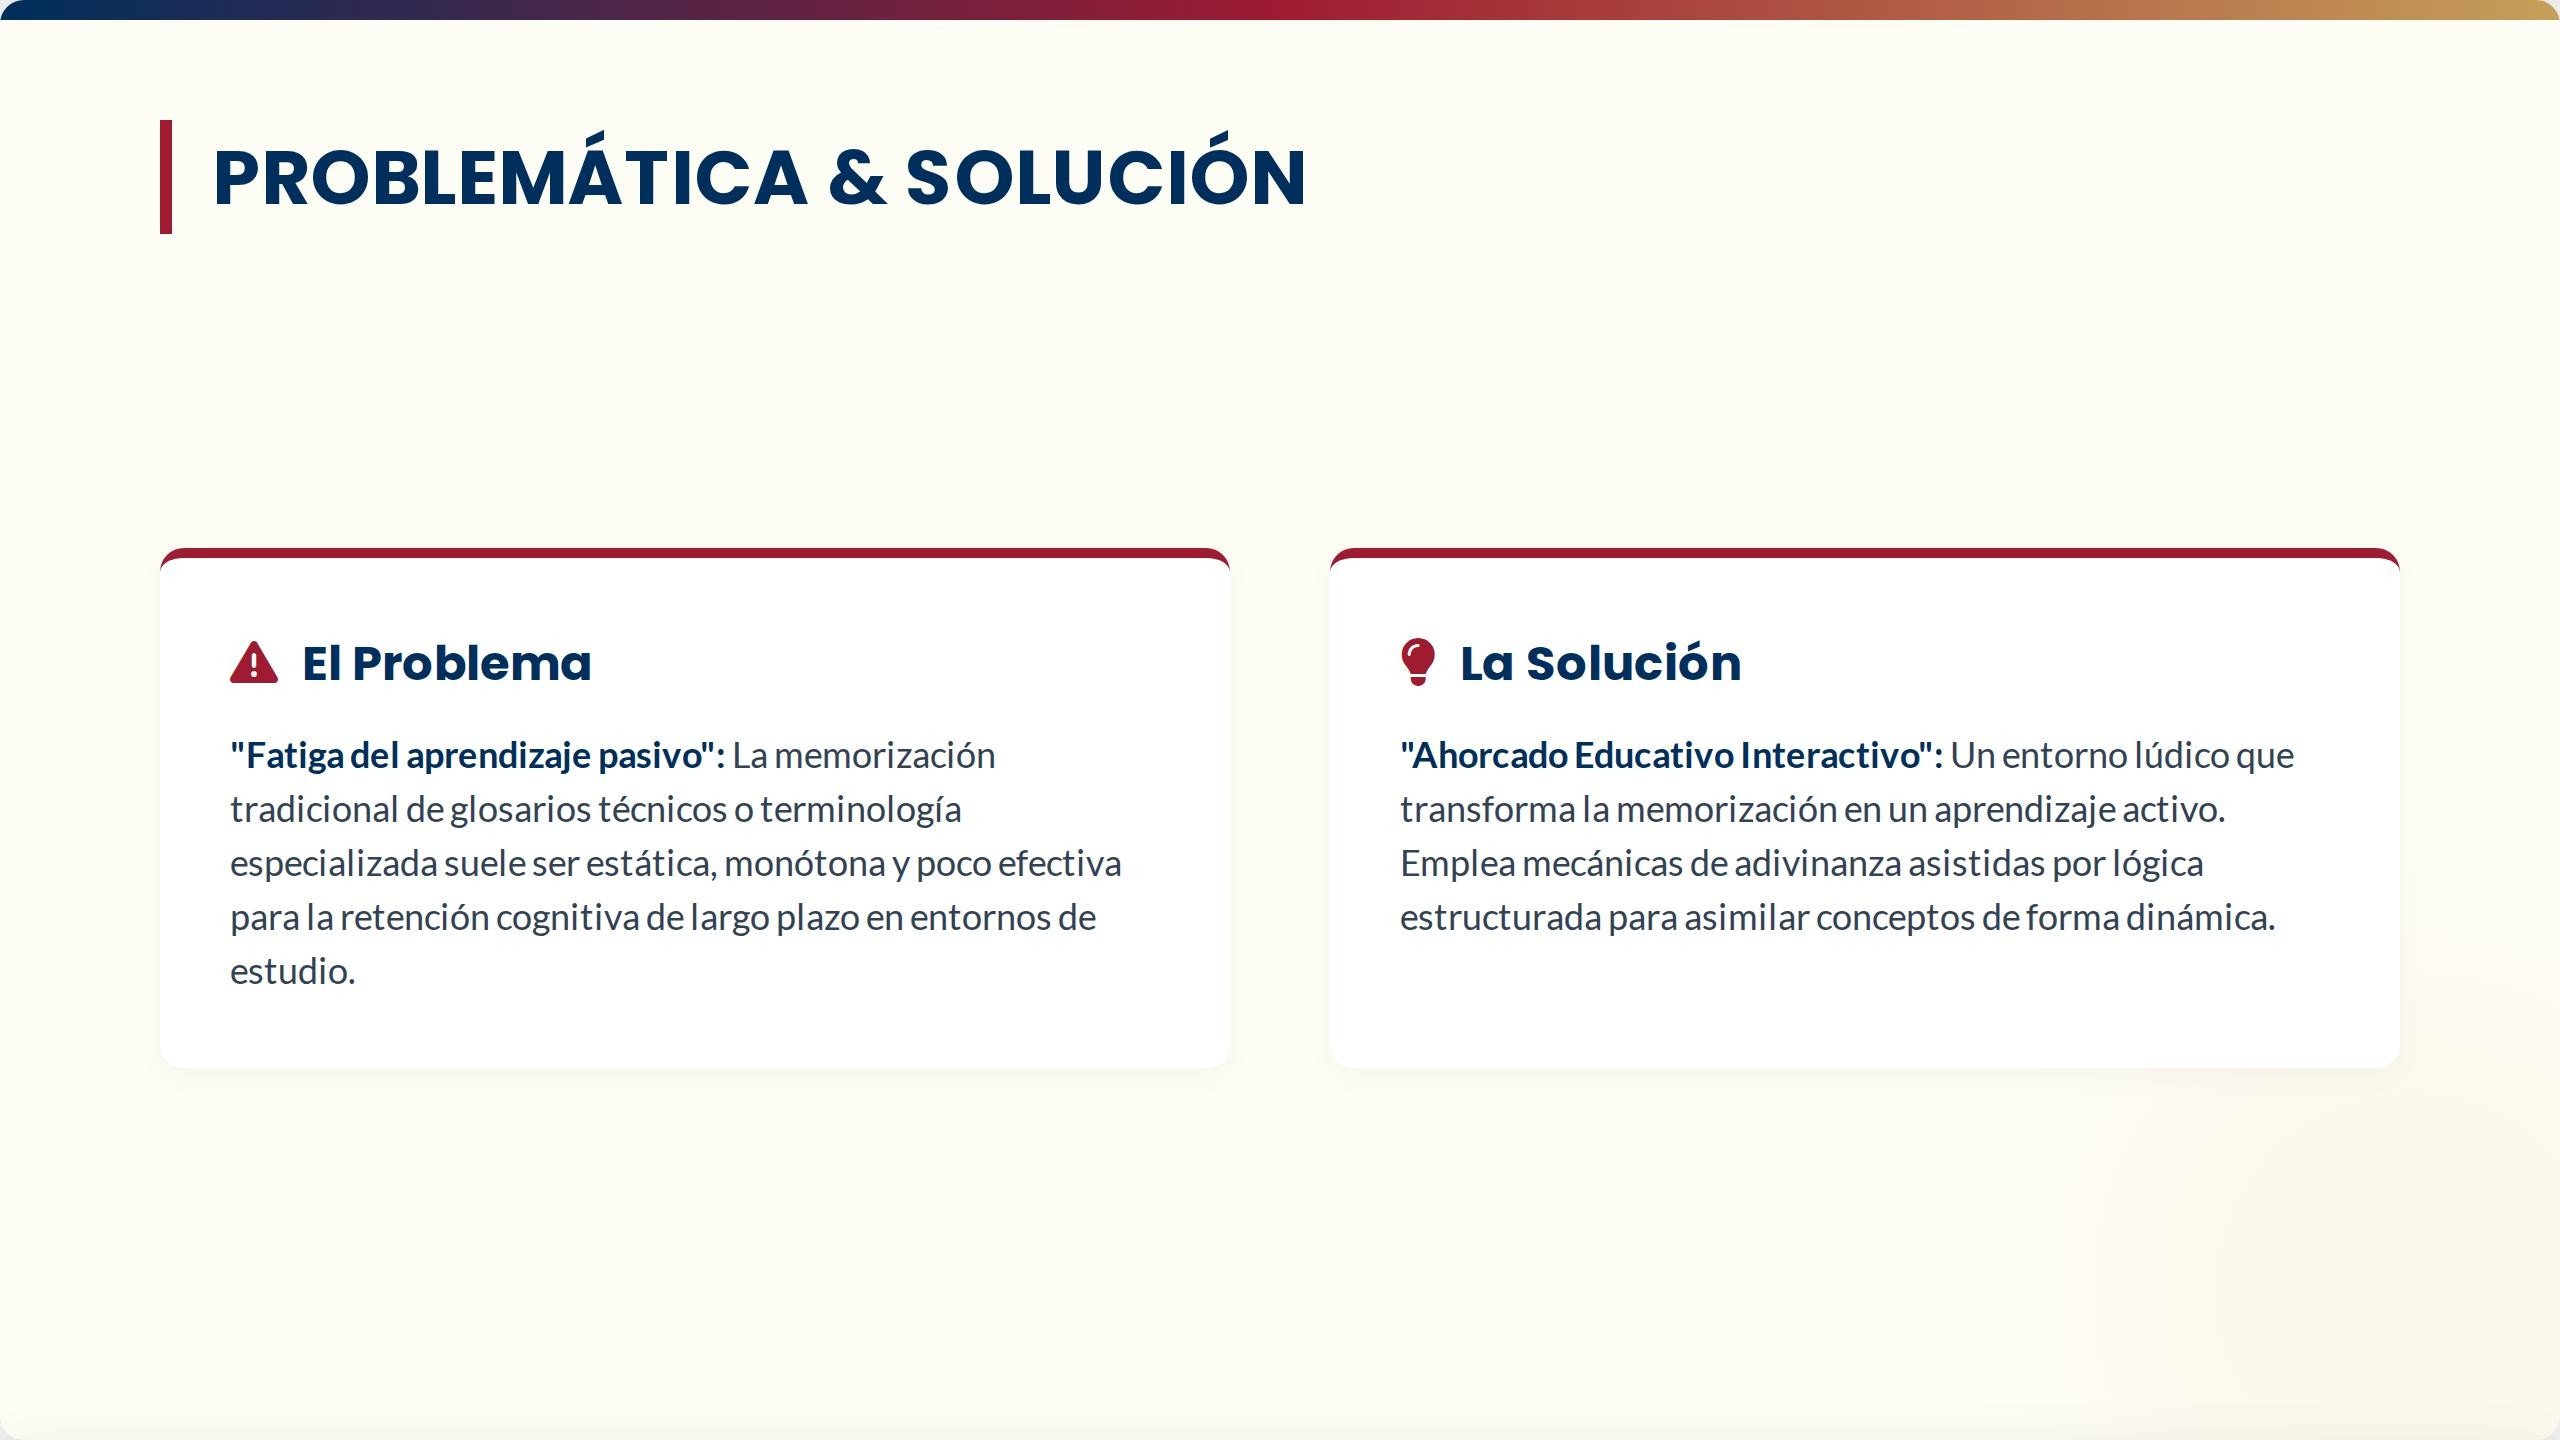 PROBLEMÁTICA & SOLUCIÓN
El Problema
"Fatiga del aprendizaje pasivo": La memorización
tradicional de glosarios técnicos o terminología
especializada suele ser estática, monótona y poco efectiva
para la retención cognitiva de largo plazo en entornos de
estudio.
La Solución
"Ahorcado Educativo Interactivo": Un entorno lúdico que
transforma la memorización en un aprendizaje activo.
Emplea mecánicas de adivinanza asistidas por lógica
estructurada para asimilar conceptos de forma dinámica.